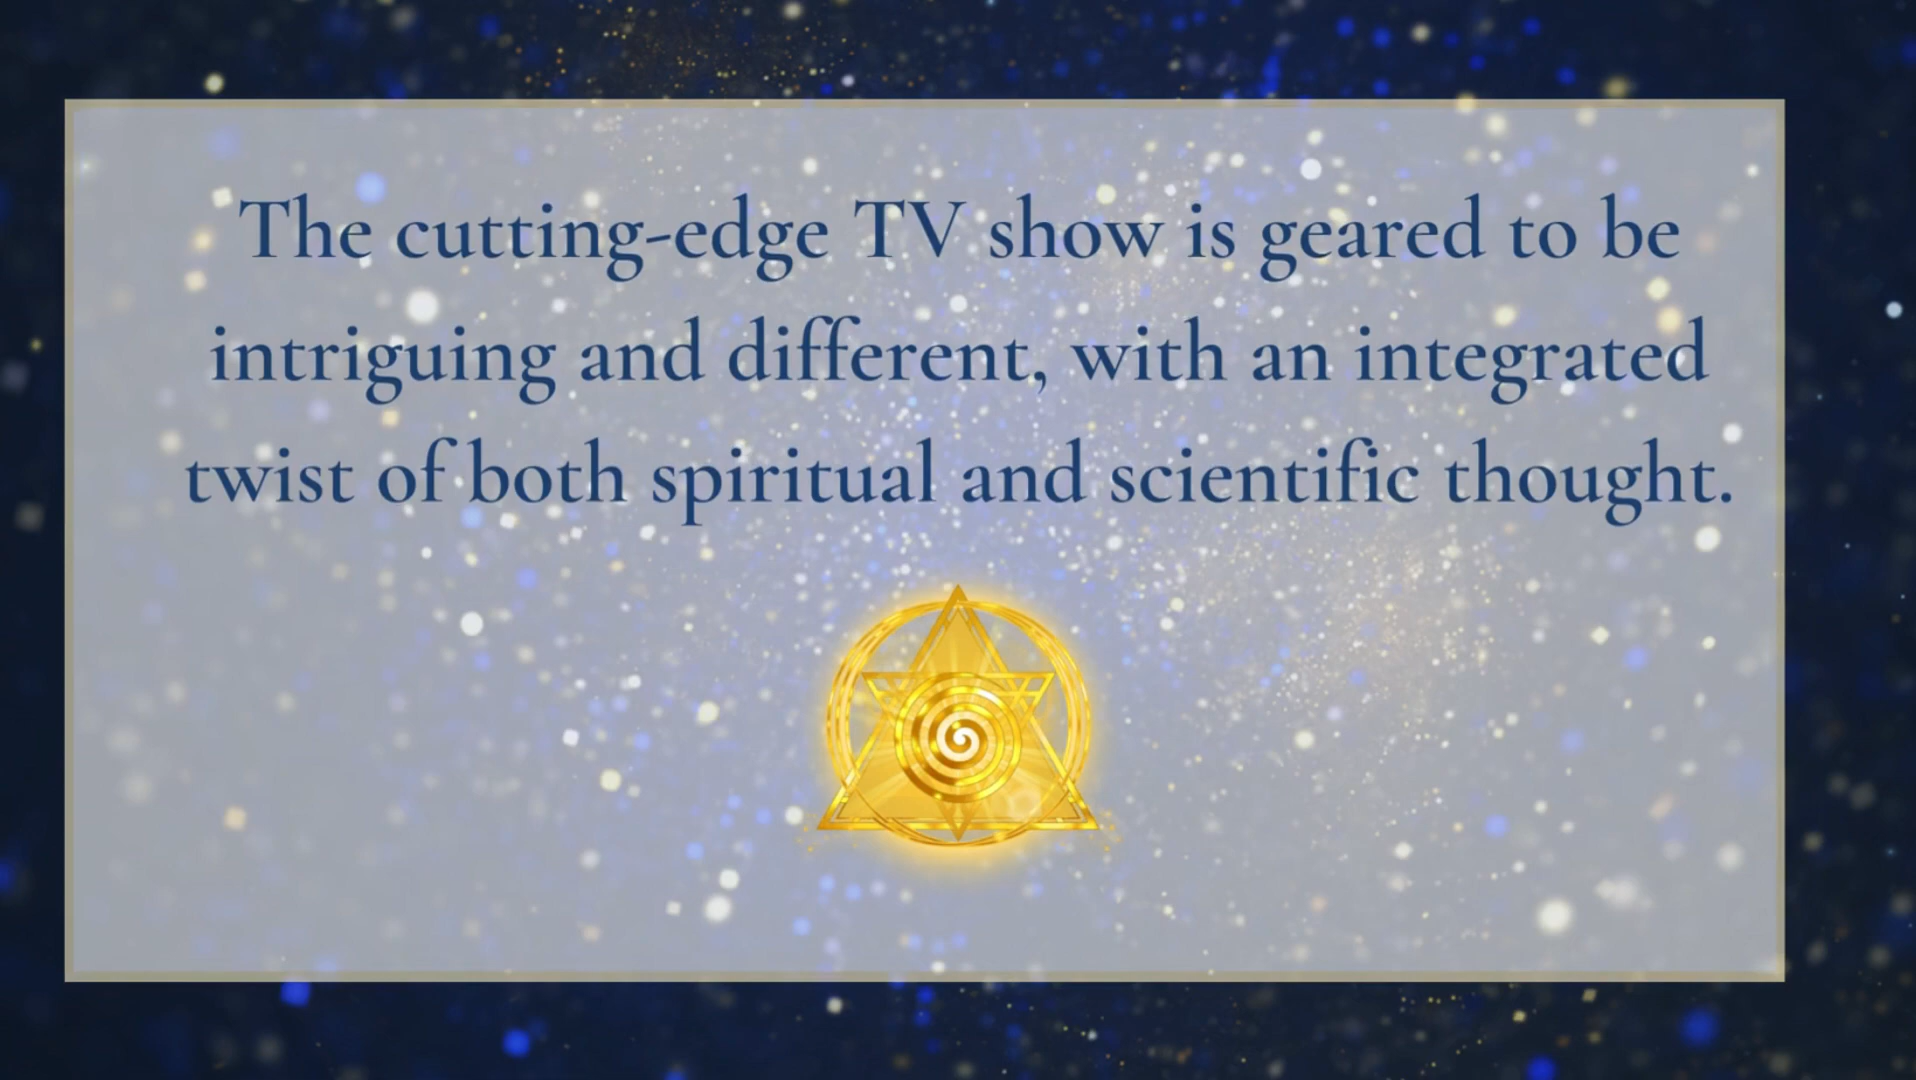 The cutting-edge TV show is geared to be
intriguing and different, with an integrated
twist of both spiritual and scientific thought.